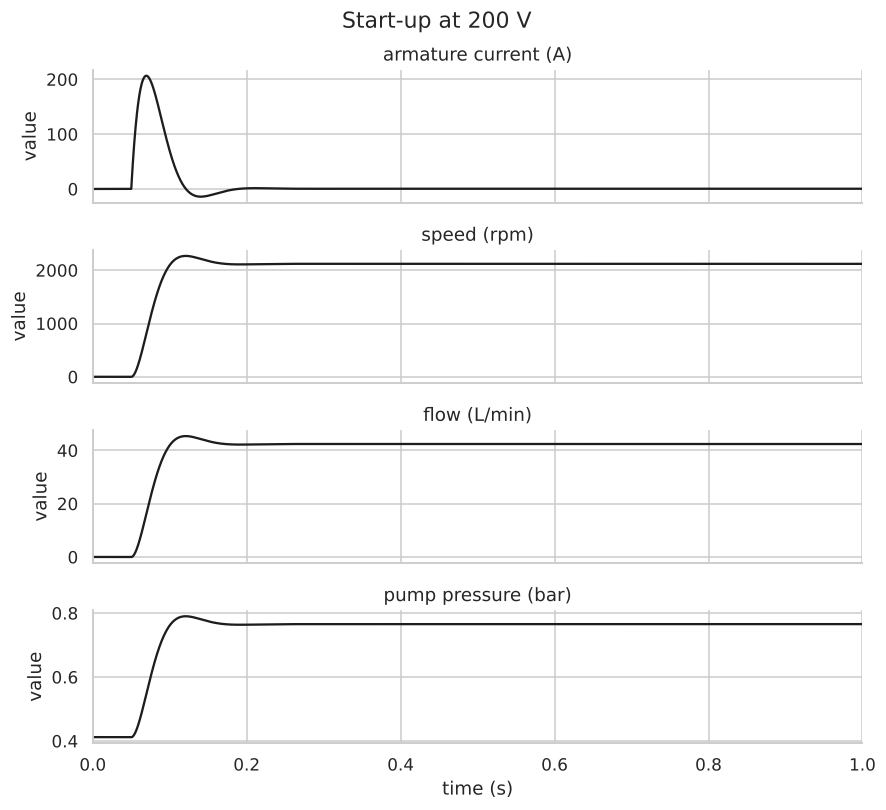 Start-up at 200 V
armature current (A)
200
100
0
value
speed (rpm)
2000
1000
0
value
flow (L/min)
40
20
0
value
pump pressure (bar)
0.8
0.6
0.4
value
0.0 0.2 0.4 0.6 0.8 1.0
time (s)